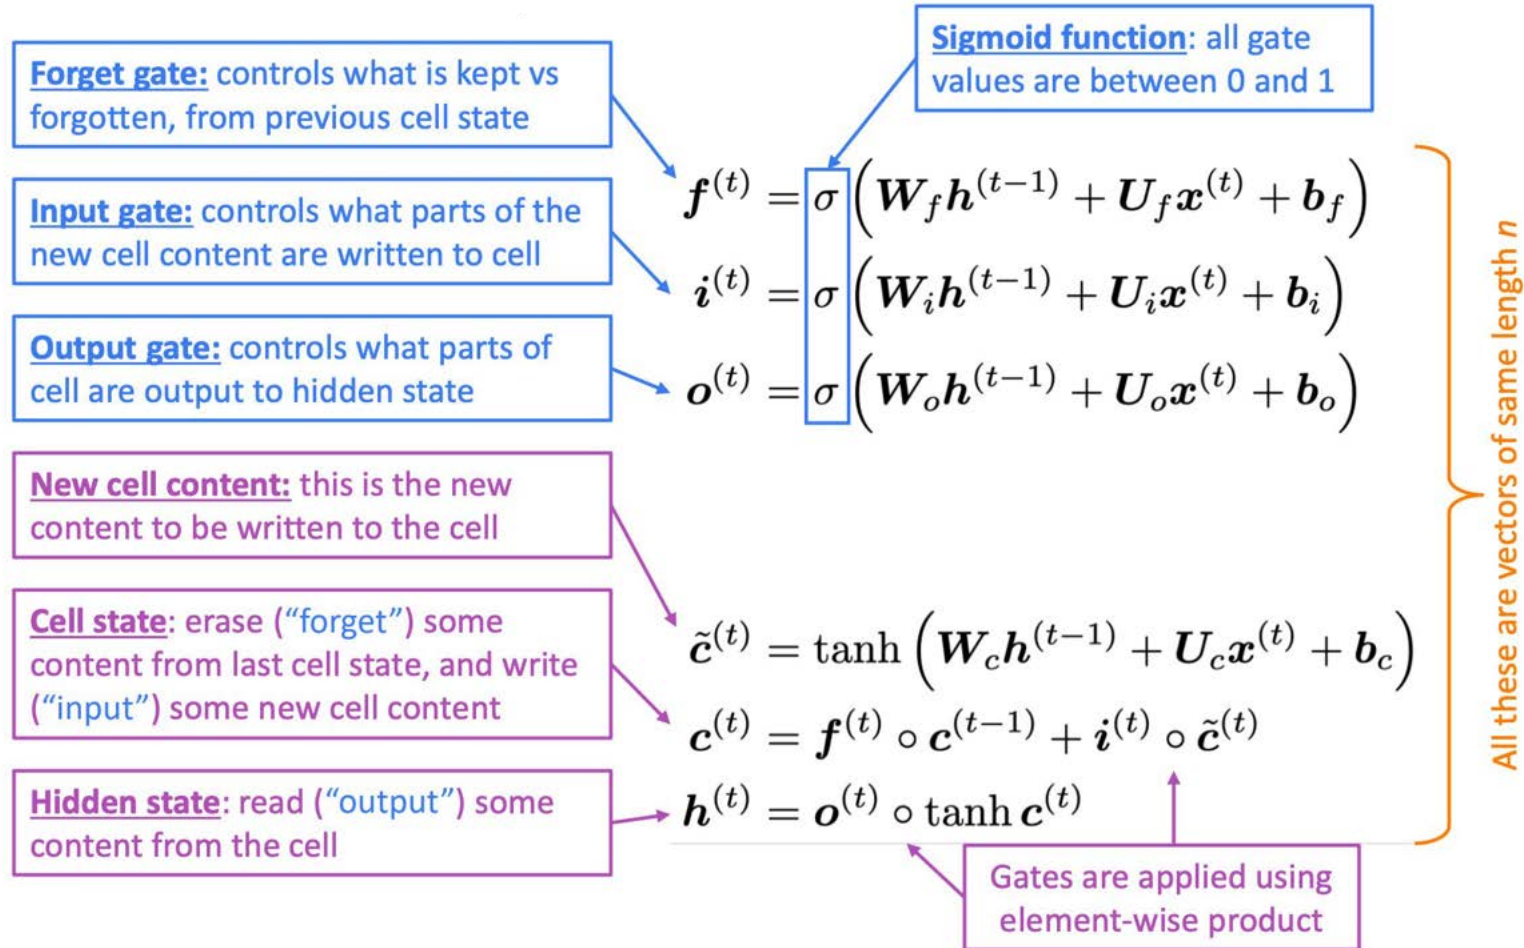 Sigmoid function: all gate
values are between 0 and 1
Forget gate: controls what is kept vs
forgotten, from previous cell state
Input gate: controls what parts of the
new cell content are written to cell
Output gate: controls what parts of
cell are output to hidden state
New cell content: this is the new
content to be written to the cell
Cell state: erase (“forget”) some
content from last cell state, and write
(“input”) some new cell content
Hidden state: read (“output”) some
content from the cell
f^{(t)} = σ(W_f h^{(t−1)} + U_f x^{(t)} + b_f)
i^{(t)} = σ(W_i h^{(t−1)} + U_i x^{(t)} + b_i)
o^{(t)} = σ(W_o h^{(t−1)} + U_o x^{(t)} + b_o)
c̃^{(t)} = tanh(W_c h^{(t−1)} + U_c x^{(t)} + b_c)
c^{(t)} = f^{(t)} ∘ c^{(t−1)} + i^{(t)} ∘ c̃^{(t)}
h^{(t)} = o^{(t)} ∘ tanh c^{(t)}
Gates are applied using
element-wise product
All these are vectors of same length n